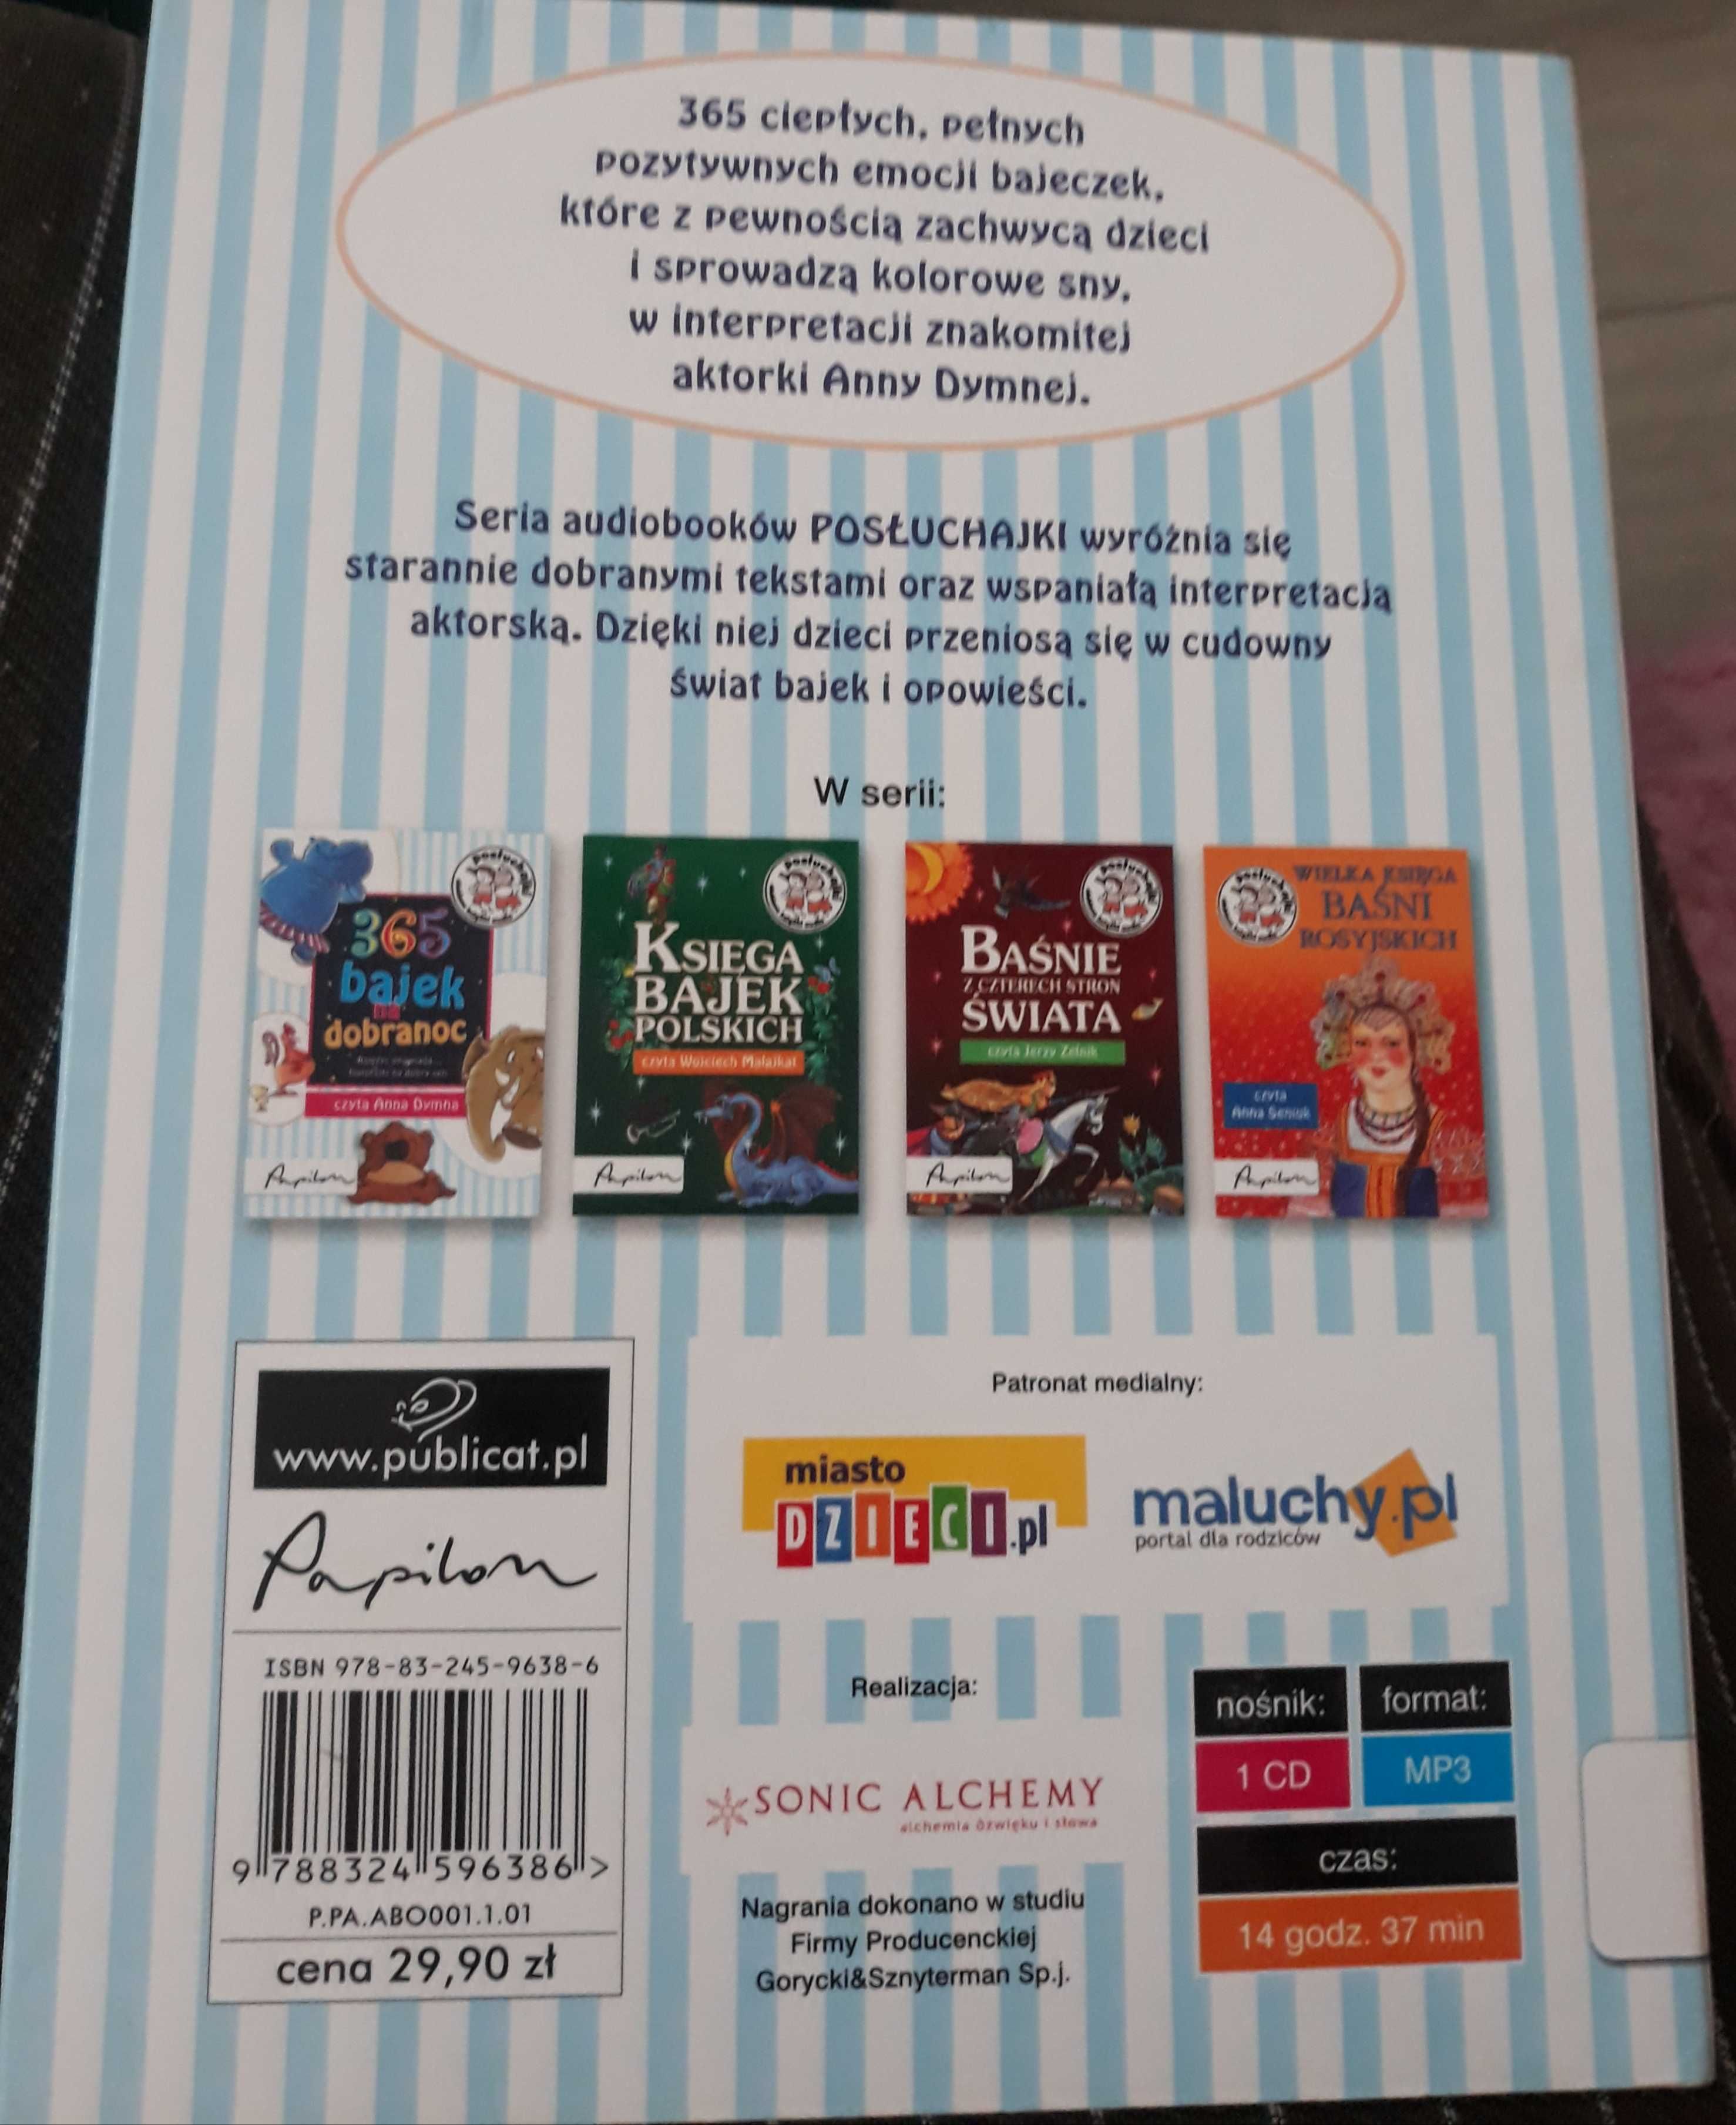 365 ciepłych, pełnych
pozytywnych emocji bajeczek,
które z pewnością zachwycą dzieci
i sprowadzą kolorowe sny,
w interpretacji znakomitej
aktorki Anny Dymnej.
Seria audiobooków POSŁUCHAJKI wyróżnia się
starannie dobranymi tekstami oraz wspaniałą interpretacją
aktorską. Dzięki niej dzieci przeniosą się w cudowny
świat bajek i opowieści.
W serii:
posłuchajki
365
bajek
na
dobranoc
czyta Anna Dymna
Papilon
posłuchajki
KSIĘGA
BAJEK
POLSKICH
czyta Wojciech Malajkat
Papilon
posłuchajki
BAŚNIE
Z CZTERECH STRON
ŚWIATA
czyta Jerzy Zelnik
Papilon
posłuchajki
WIELKA KSIĘGA
BAŚNI
ROSYJSKICH
czyta
Anna Seniuk
Papilon
www.publicat.pl
Papilon
ISBN 978-83-245-9638-6
9 788324 596386 >
P.PA.ABO001.1.01
cena 29,90 zł
Patronat medialny:
miasto
DZIECI.pl
maluchy.pl
portal dla rodziców
Realizacja:
SONIC ALCHEMY
alchemia dźwięku i słowa
Nagrania dokonano w studiu
Firmy Producenckiej
Gorycki&Sznyterman Sp.j.
nośnik:
1 CD
format:
MP3
czas:
14 godz. 37 min